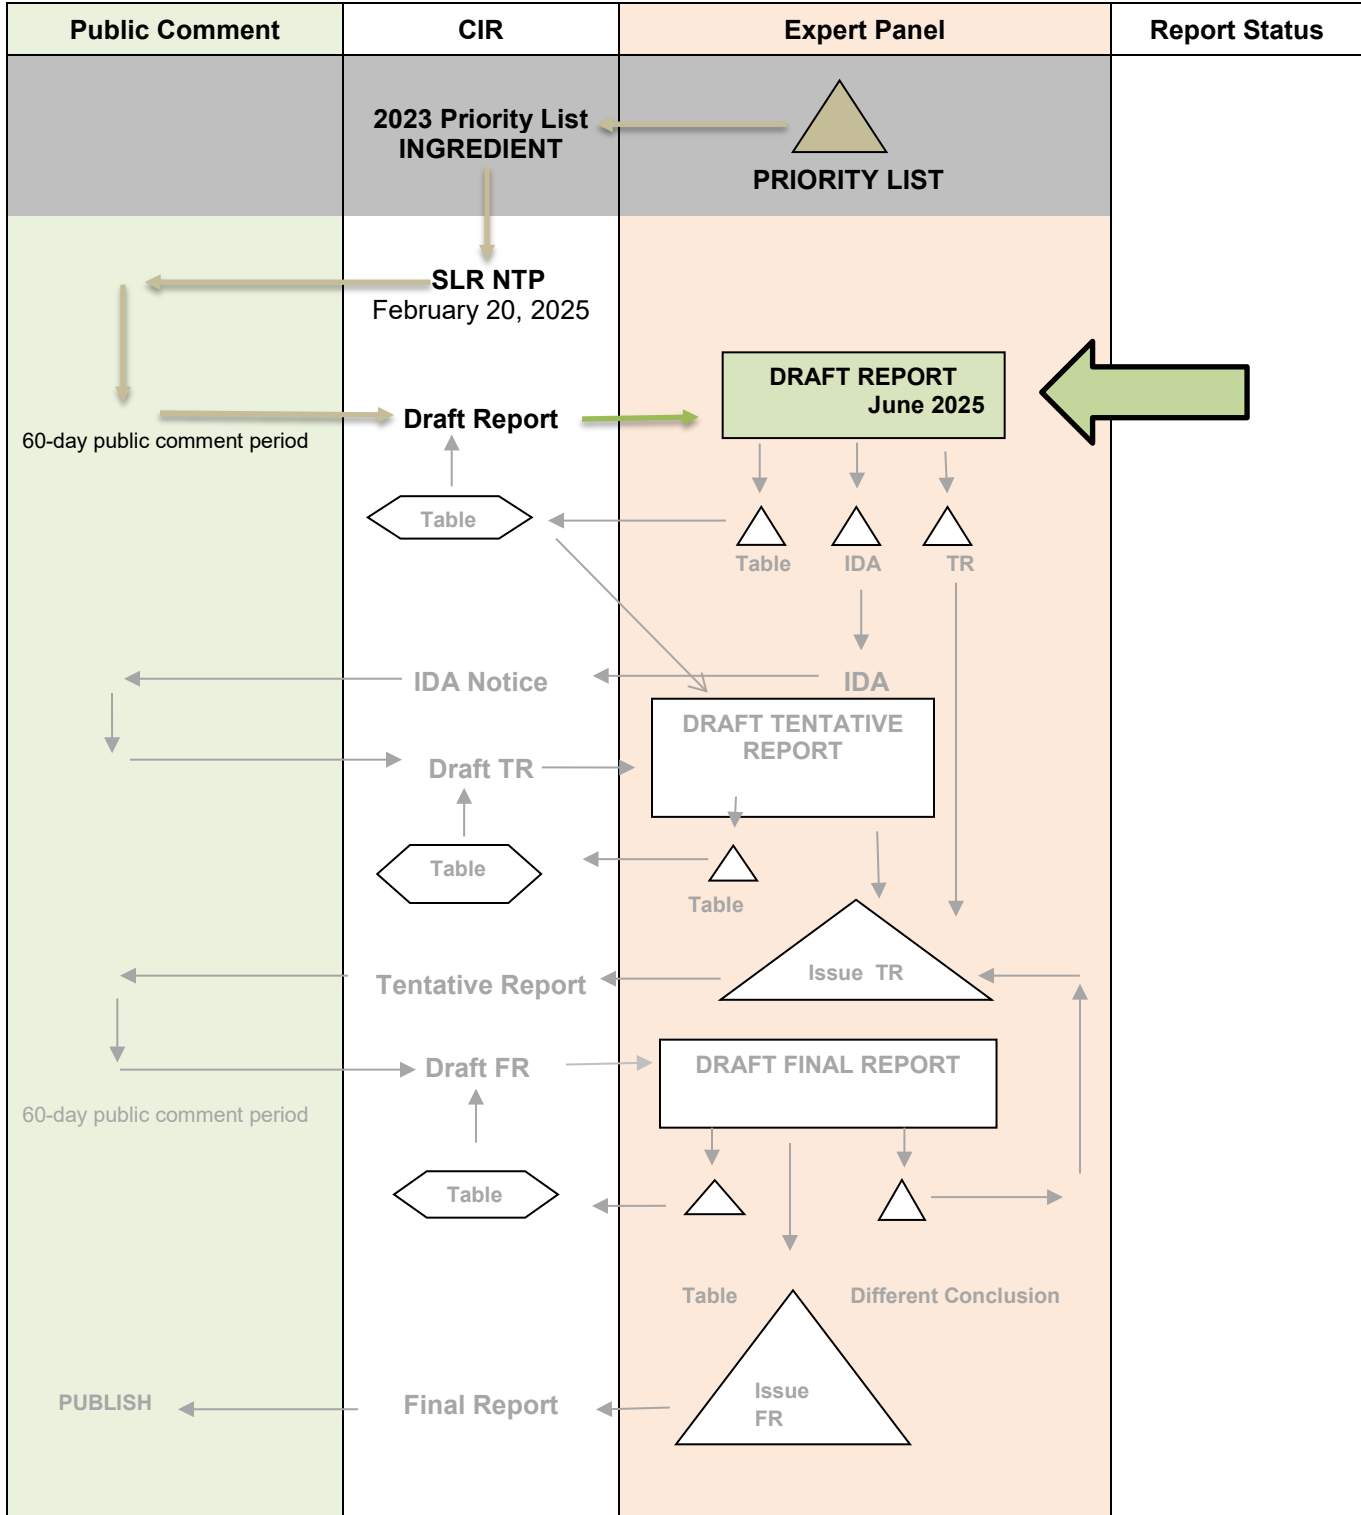 Public Comment
CIR
Expert Panel
Report Status
2023 Priority List
INGREDIENT
PRIORITY LIST
SLR NTP
February 20, 2025
DRAFT REPORT
June 2025
Draft Report
60-day public comment period
Table
Table
IDA
TR
IDA Notice
IDA
DRAFT TENTATIVE
REPORT
Draft TR
Table
Table
Issue TR
Tentative Report
Draft FR
DRAFT FINAL REPORT
60-day public comment period
Table
Table
Different Conclusion
Issue
FR
PUBLISH
Final Report